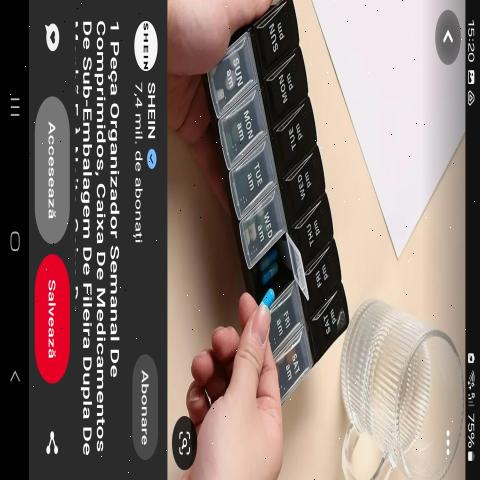 15:20
75%
SUN pm
MON pm
TUE pm
WED pm
THU pm
FRI pm
SAT pm
SUN am
MON am
TUE am
WED am
FRI am
SAT am
SHEIN
SHEIN
7,4 mil. de abonați
Abonare
1 Peça Organizador Semanal De
Comprimidos, Caixa De Medicamentos
De Sub-Embalagem De Fileira Dupla De
Accesează
Salvează